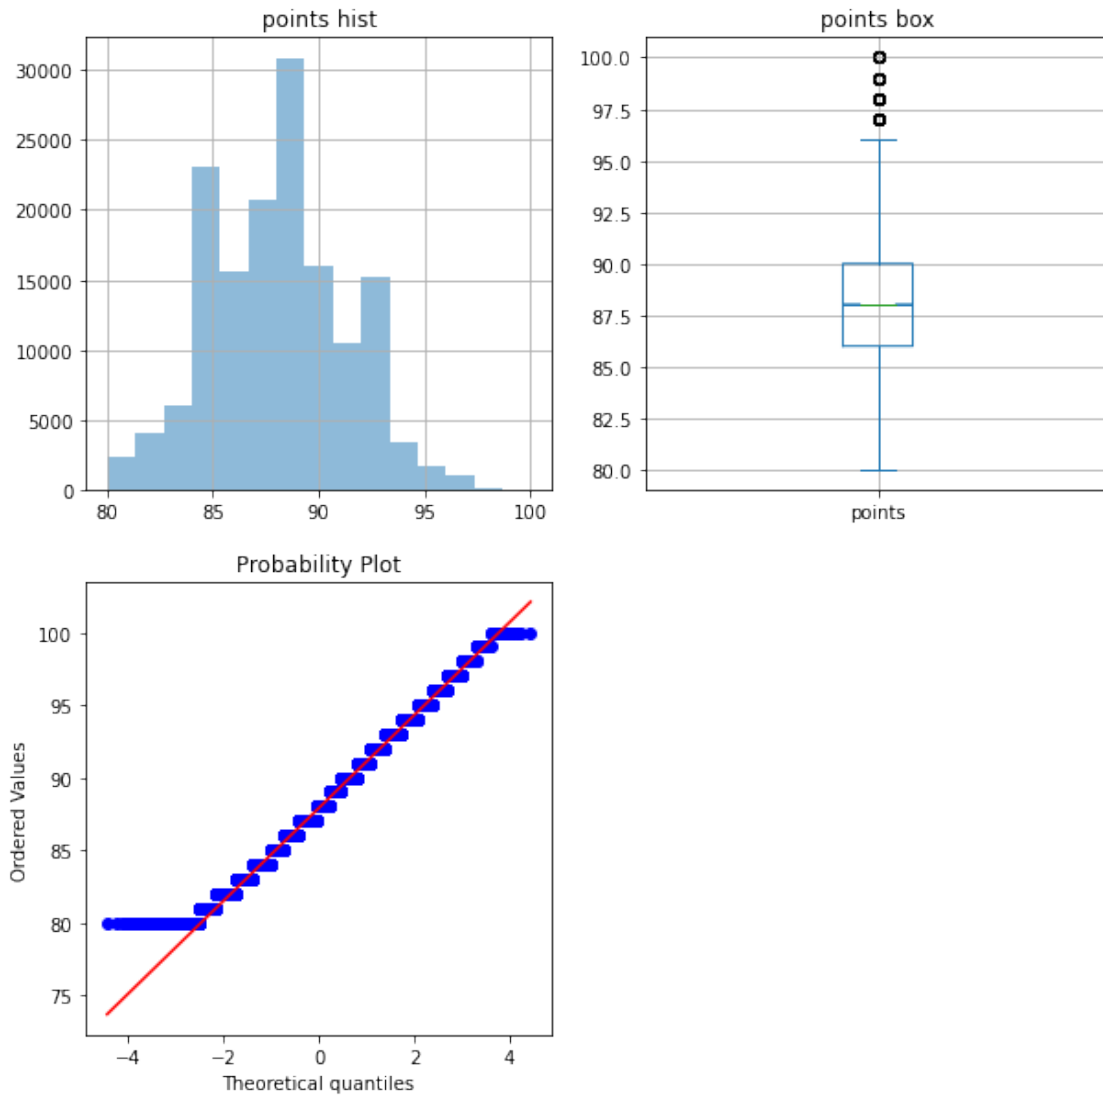 points hist
30000
25000
20000
15000
10000
5000
0
80 85 90 95 100
points box
100.0
97.5
95.0
92.5
90.0
87.5
85.0
82.5
80.0
points
Probability Plot
Ordered Values
100
95
90
85
80
75
−4 −2 0 2 4
Theoretical quantiles